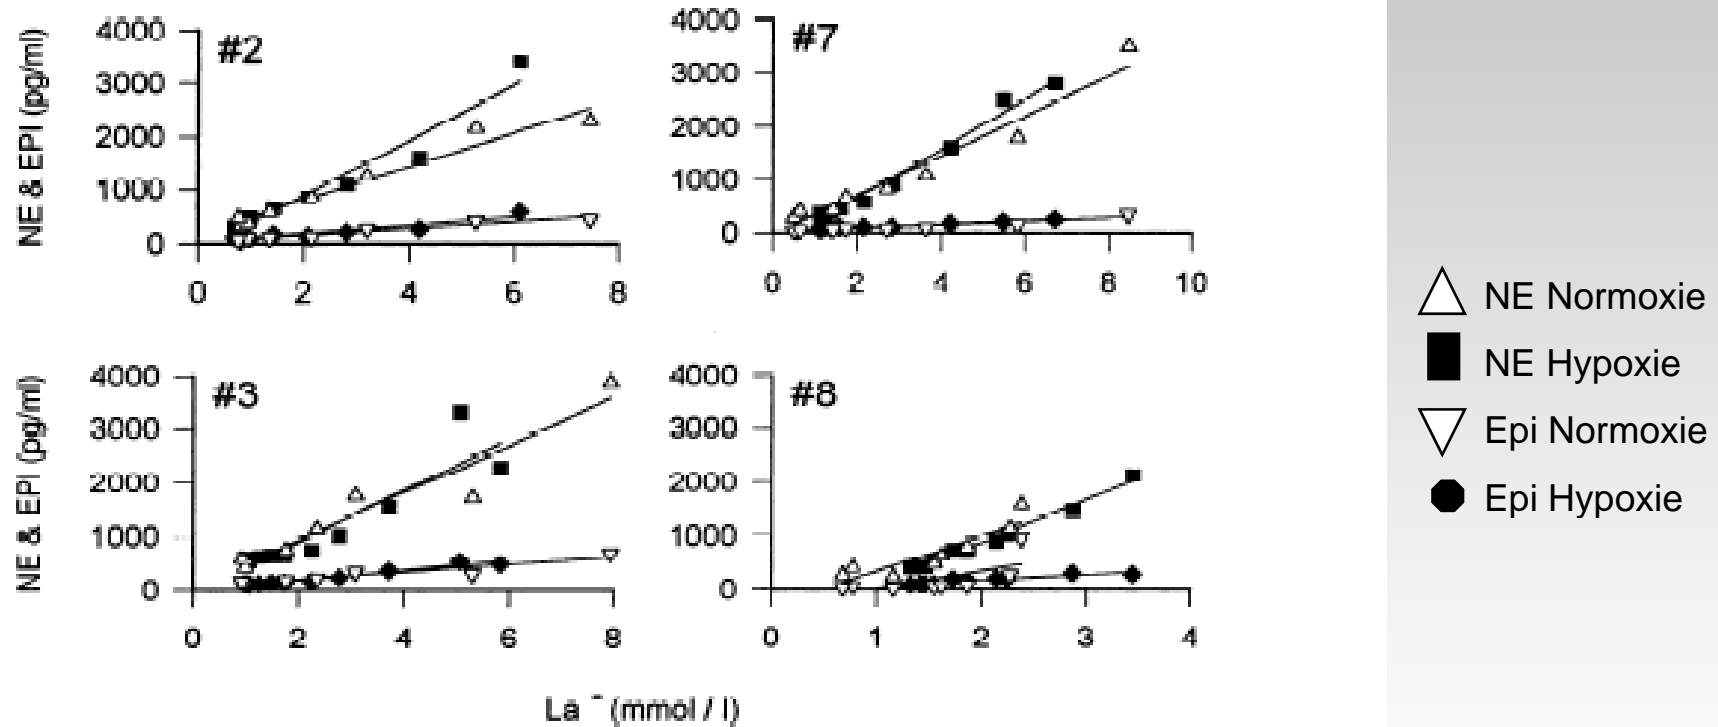 #2
NE & EPI (pg/ml)
4000
3000
2000
1000
0
0 2 4 6 8
#7
4000
3000
2000
1000
0
0 2 4 6 8 10
#3
NE & EPI (pg/ml)
4000
3000
2000
1000
0
0 2 4 6 8
#8
4000
3000
2000
1000
0
0 1 2 3 4
La⁻ (mmol / l)
NE Normoxie
NE Hypoxie
Epi Normoxie
Epi Hypoxie